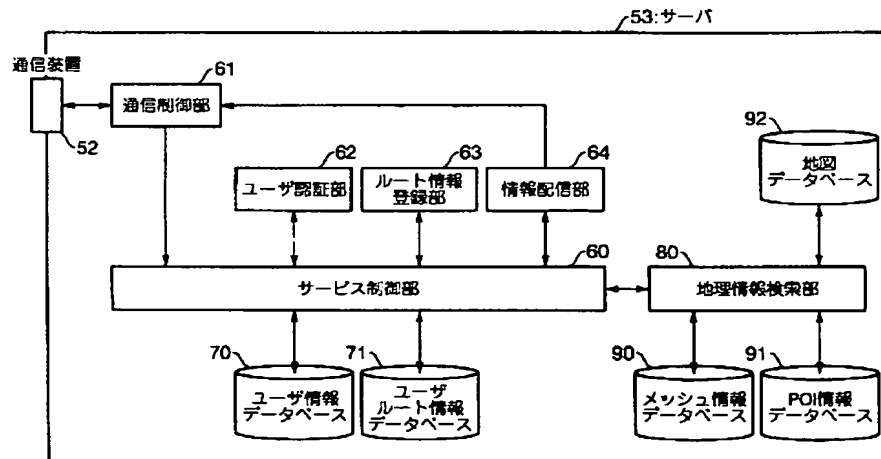 53:サーバ
通信装置
61
通信制御部
52
62
63
64
92
ユーザ認証部
ルート情報
登録部
情報配信部
地図
データベース
60
80
サービス制御部
地理情報検索部
70
71
90
91
ユーザ情報
データベース
ユーザ
ルート情報
データベース
メッシュ情報
データベース
POI情報
データベース